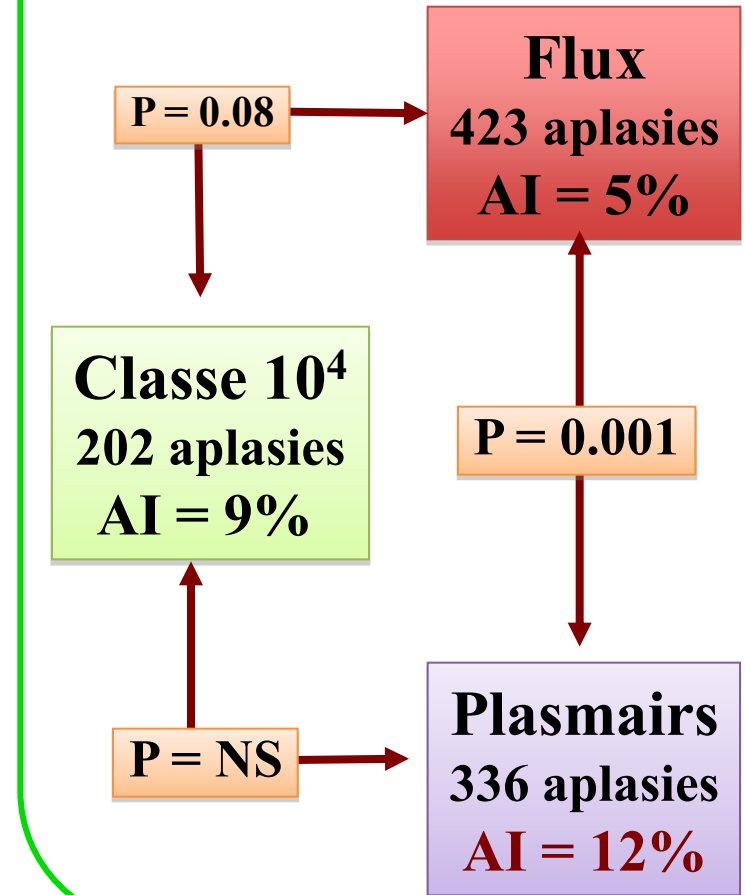 Flux
423 aplasies
AI = 5%
P = 0.08
Classe 10⁴
202 aplasies
AI = 9%
P = 0.001
P = NS
Plasmairs
336 aplasies
AI = 12%